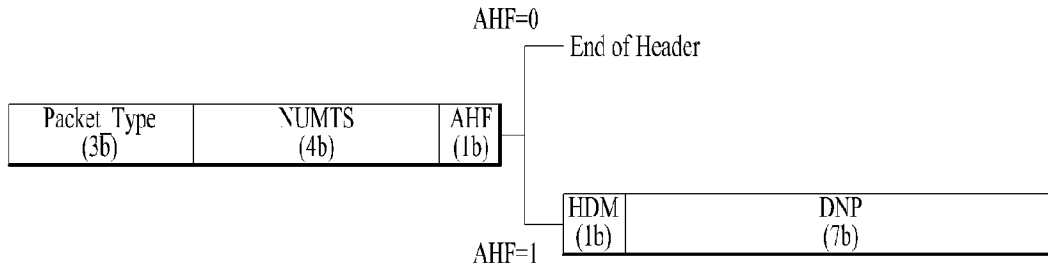 AHF=0
End of Header
Packet_Type NUMTS AHF
(3b) (4b) (1b)
HDM DNP
(1b) (7b)
AHF=1